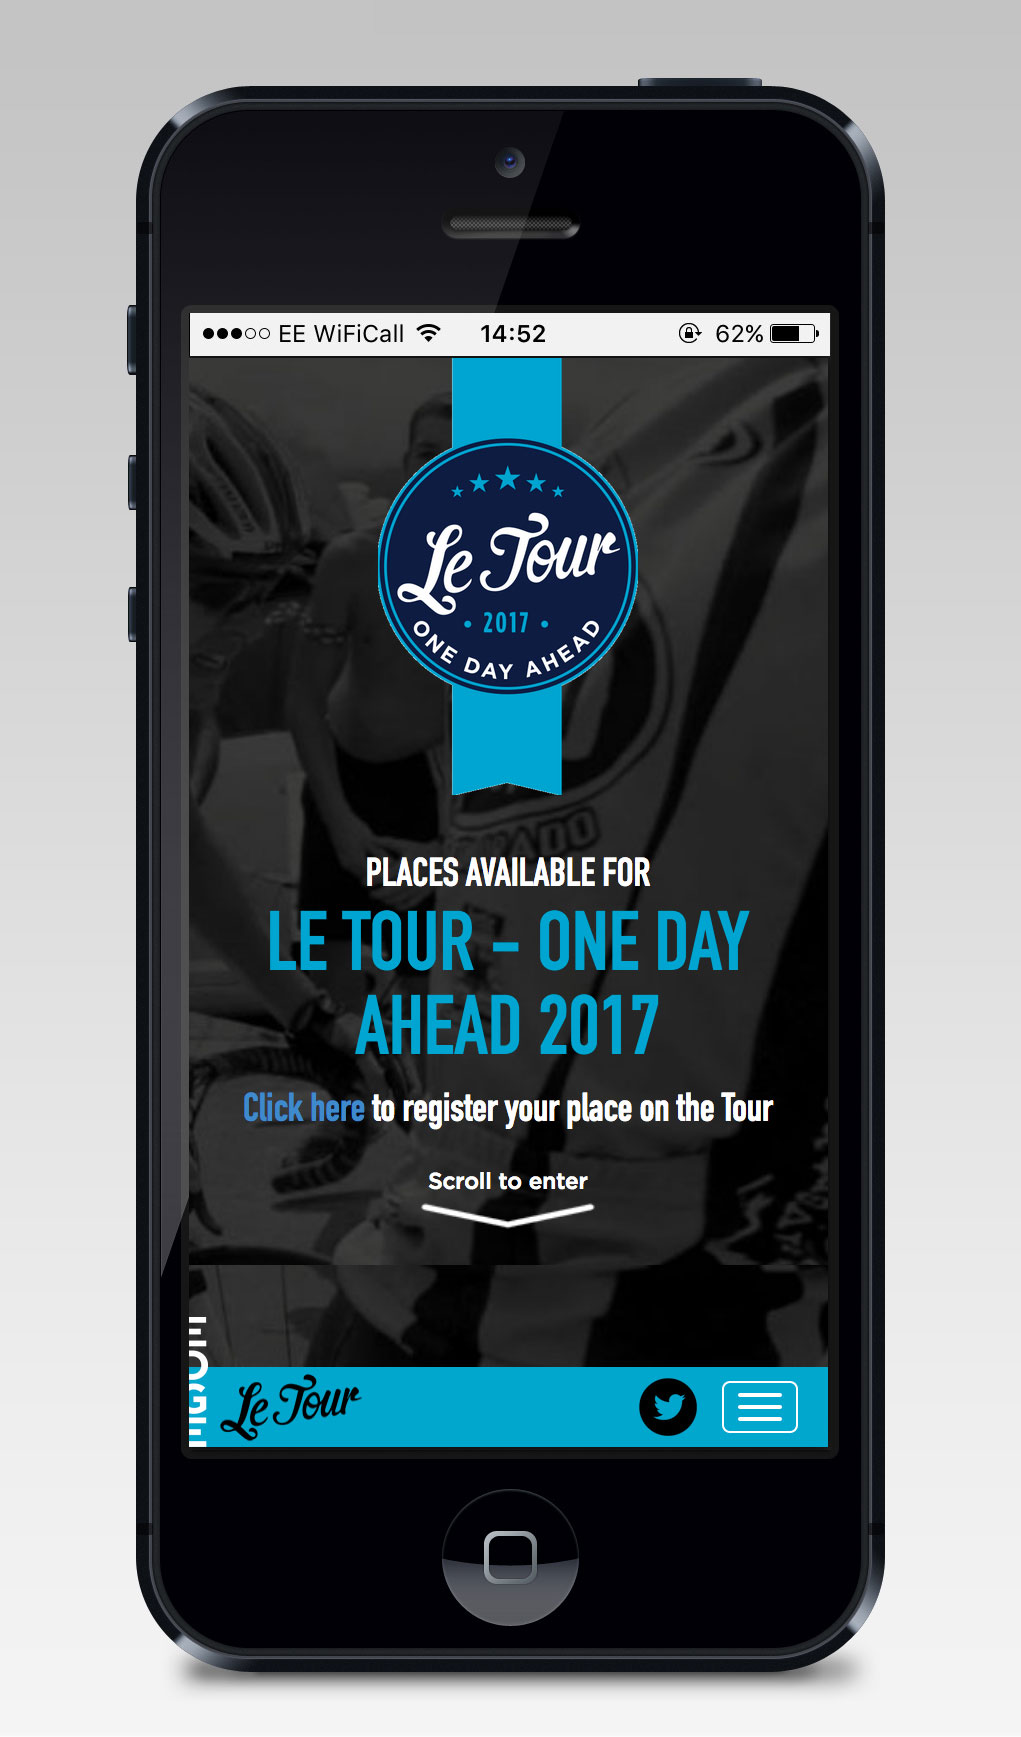 EE WiFiCall 14:52 62%
Le Tour
• 2017 •
ONE DAY AHEAD
PLACES AVAILABLE FOR
LE TOUR - ONE DAY
AHEAD 2017
Click here to register your place on the Tour
Scroll to enter
Le Tour